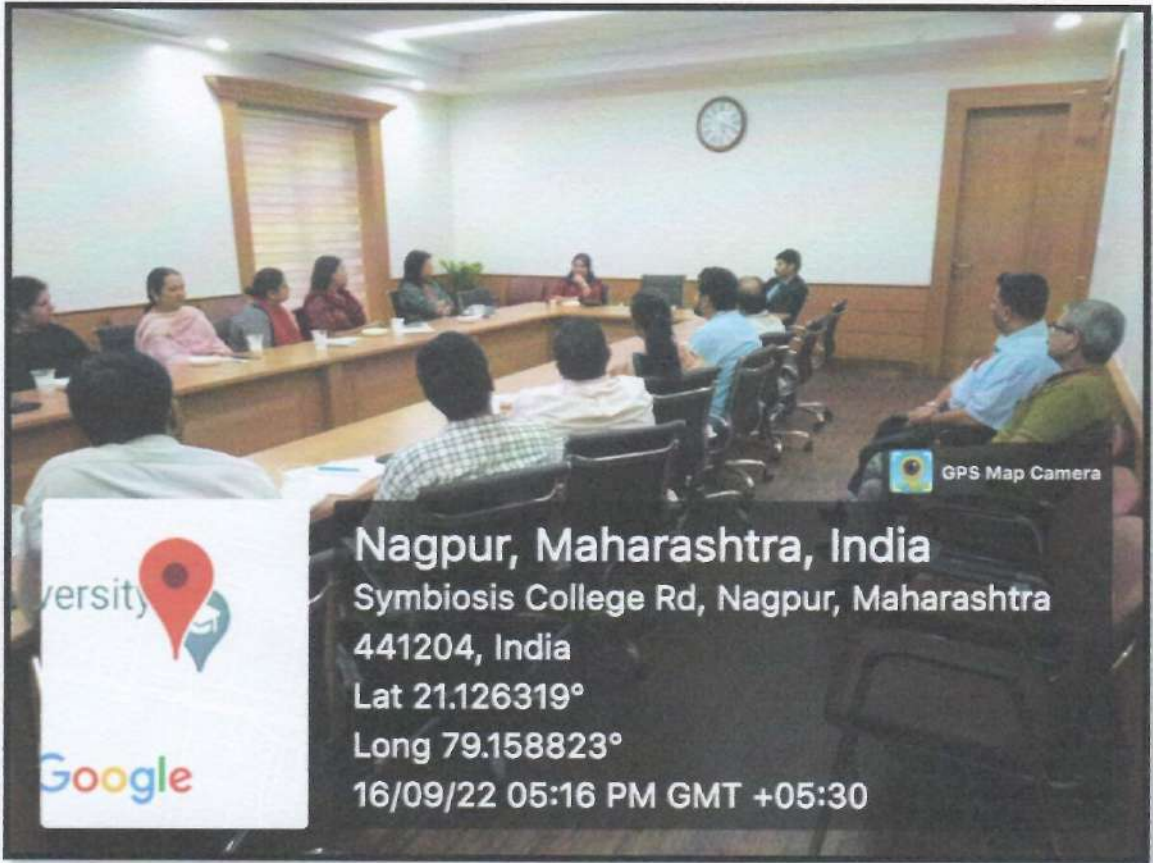 GPS Map Camera
Nagpur, Maharashtra, India
Symbiosis College Rd, Nagpur, Maharashtra
441204, India
Lat 21.126319°
Long 79.158823°
16/09/22 05:16 PM GMT +05:30
versity
Google